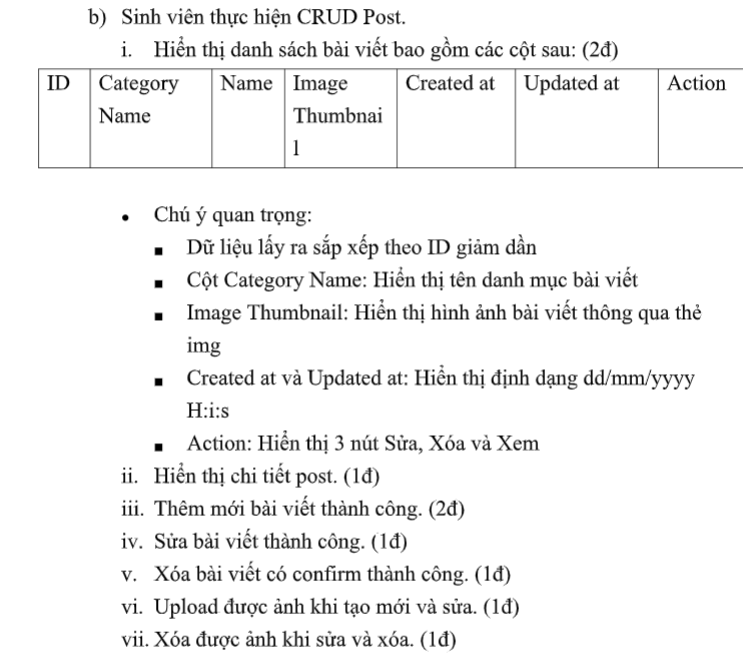 b) Sinh viên thực hiện CRUD Post.
i. Hiển thị danh sách bài viết bao gồm các cột sau: (2đ)
ID Category Name Image Created at Updated at Action
Name Thumbnai
l
• Chú ý quan trọng:
▪ Dữ liệu lấy ra sắp xếp theo ID giảm dần
▪ Cột Category Name: Hiển thị tên danh mục bài viết
▪ Image Thumbnail: Hiển thị hình ảnh bài viết thông qua thẻ
img
▪ Created at và Updated at: Hiển thị định dạng dd/mm/yyyy
H:i:s
▪ Action: Hiển thị 3 nút Sửa, Xóa và Xem
ii. Hiển thị chi tiết post. (1đ)
iii. Thêm mới bài viết thành công. (2đ)
iv. Sửa bài viết thành công. (1đ)
v. Xóa bài viết có confirm thành công. (1đ)
vi. Upload được ảnh khi tạo mới và sửa. (1đ)
vii. Xóa được ảnh khi sửa và xóa. (1đ)